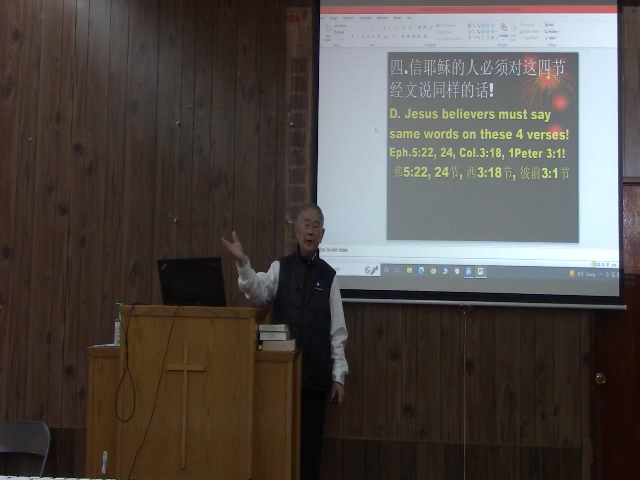 四.信耶稣的人必须对这四节
经文说同样的话!
D. Jesus believers must say
same words on these 4 verses!
Eph.5:22, 24, Col.3:18, 1Peter 3:1!
弗5:22, 24节, 西3:18节, 彼前3:1节